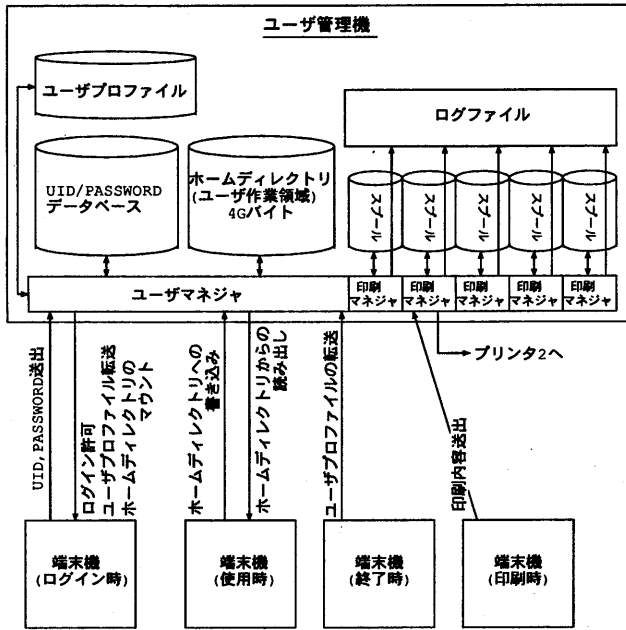 ユーザ管理機
ユーザプロファイル
ログファイル
UID/PASSWORD
データベース
ホームディレクトリ
(ユーザ作業領域)
4Gバイト
スプール
スプール
スプール
スプール
スプール
ユーザマネジャ
印刷
マネジャ
印刷
マネジャ
印刷
マネジャ
印刷
マネジャ
印刷
マネジャ
プリンタ2へ
UID,PASSWORD送出
ログイン許可
ユーザプロファイル転送
ホームディレクトリの
マウント
ホームディレクトリへの
書き込み
ホームディレクトリからの
読み出し
ユーザプロファイルの転送
印刷内容送出
端末機
(ログイン時)
端末機
(使用時)
端末機
(終了時)
端末機
(印刷時)